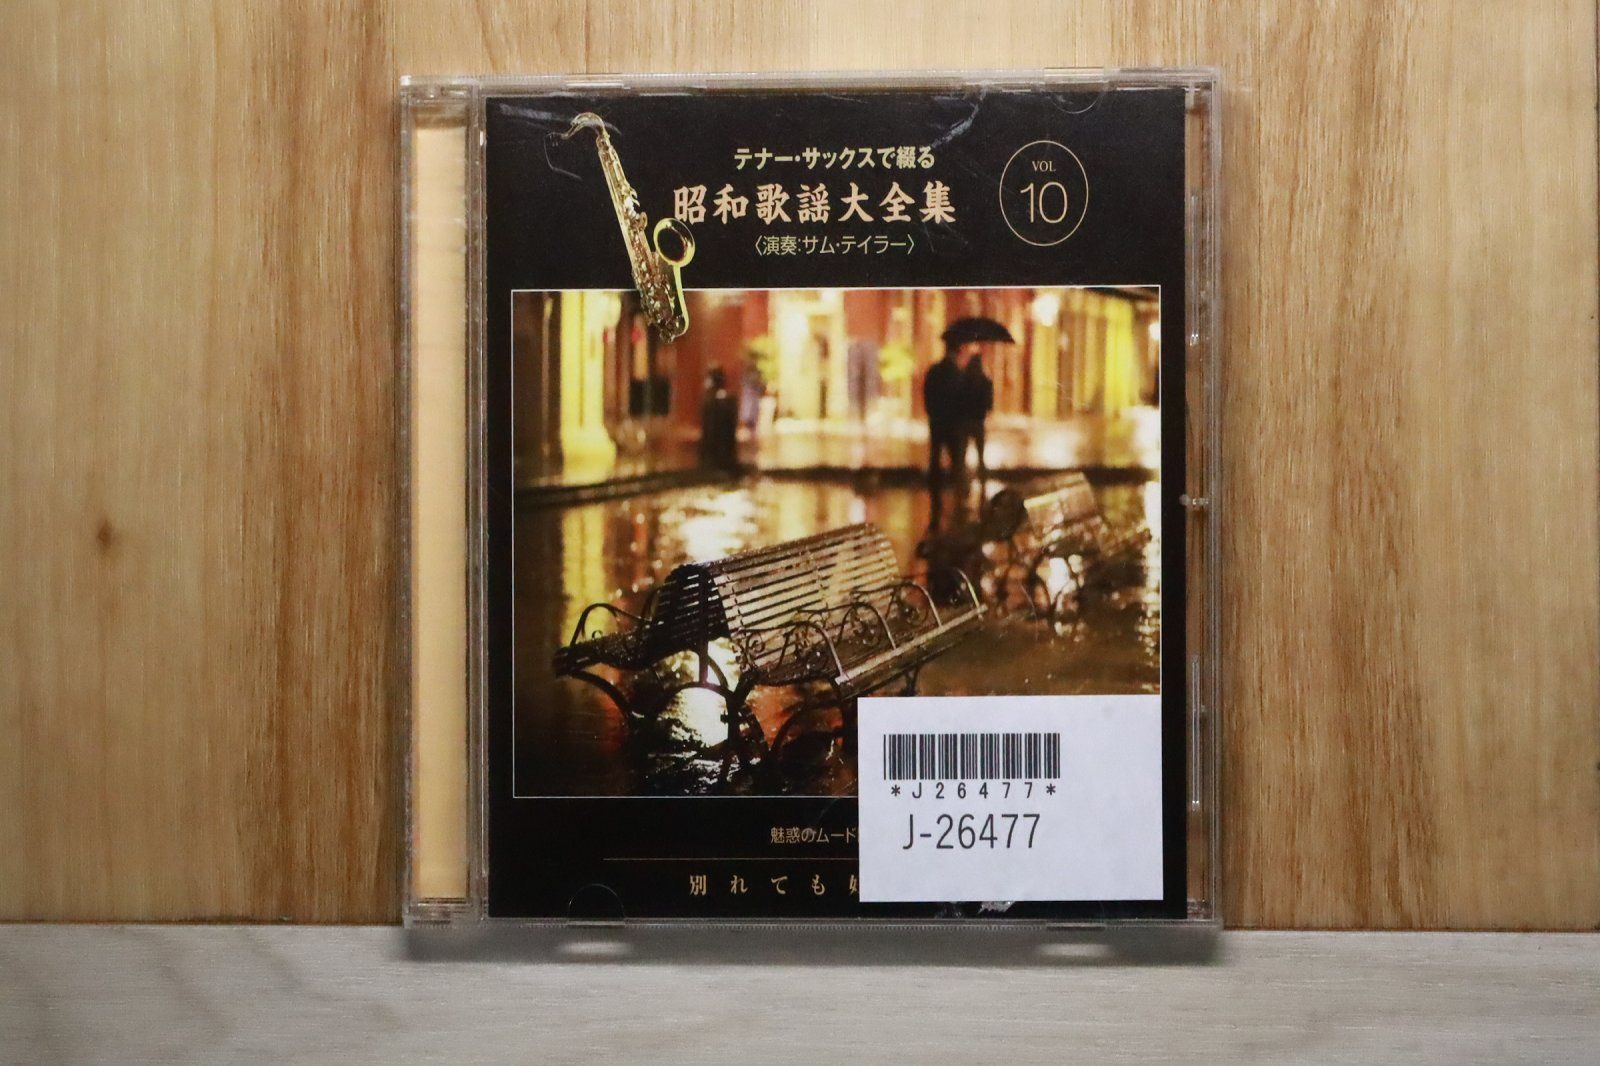 テナー・サックスで綴る
昭和歌謡大全集
〈演奏:サム・テイラー〉
VOL
10
魅惑のムード
別れても
*J26477*
J-26477